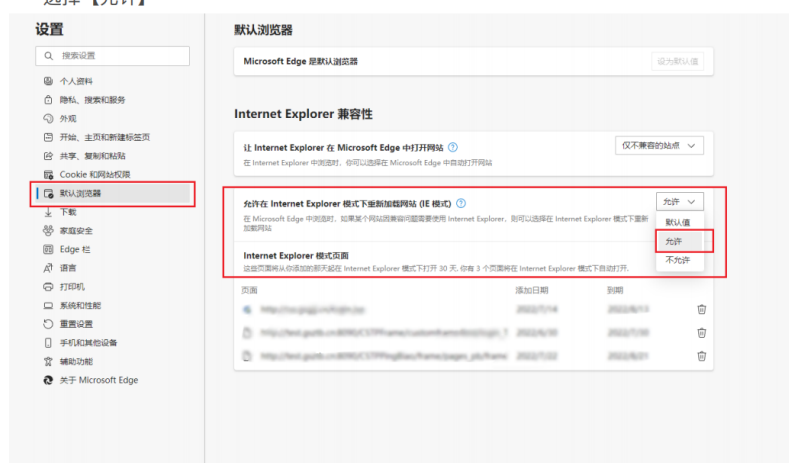 选择【允许】
设置
搜索设置
个人资料
隐私、搜索和服务
外观
开始、主页和新建标签页
共享、复制和粘贴
Cookie 和网站权限
默认浏览器
下载
家庭安全
Edge 栏
语言
打印机
系统和性能
重置设置
手机和其他设备
辅助功能
关于 Microsoft Edge
默认浏览器
Microsoft Edge 是默认浏览器
设为默认值
Internet Explorer 兼容性
让 Internet Explorer 在 Microsoft Edge 中打开网站
仅不兼容的站点
在 Internet Explorer 中浏览时，你可以选择在 Microsoft Edge 中自动打开网站
允许在 Internet Explorer 模式下重新加载网站 (IE 模式)
允许
在 Microsoft Edge 中浏览时，如果某个网站因兼容问题需要使用 Internet Explorer，则可以选择在 Internet Explorer 模式下重新
加载网站
默认值
允许
不允许
Internet Explorer 模式页面
这些页面将从你添加的那天起在 Internet Explorer 模式下打开 30 天。你有 3 个页面将在 Internet Explorer 模式下自动打开。
页面 添加日期 到期